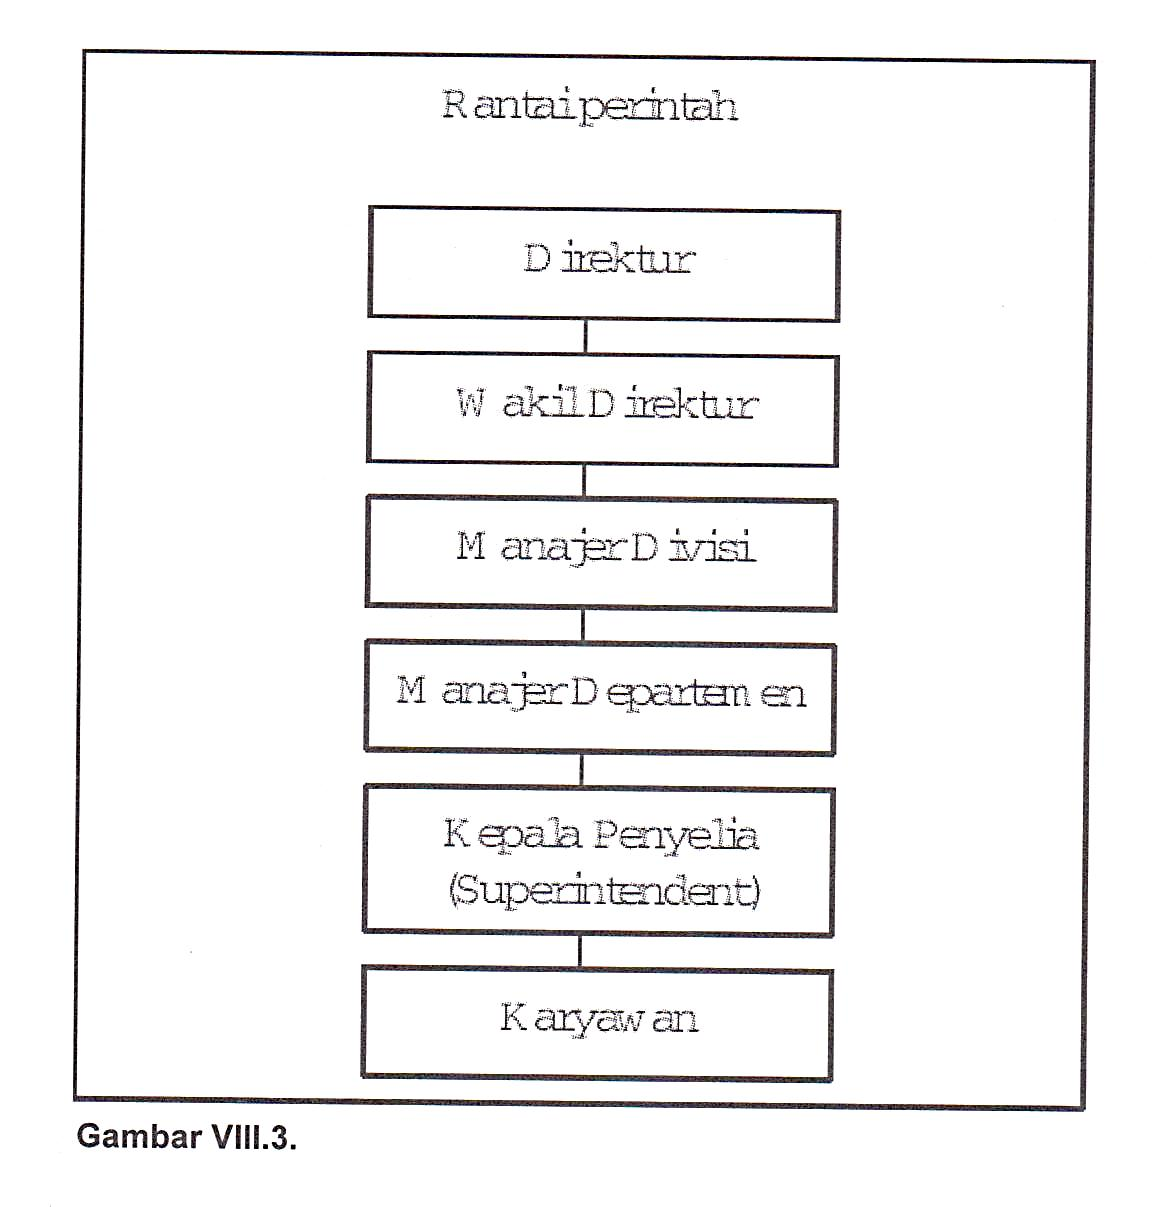 Rantai perintah
Direktur
Wakil Direktur
Manajer Divisi
Manajer Departemen
Kepala Penyelia
(Superintendent)
Karyawan
Gambar VIII.3.